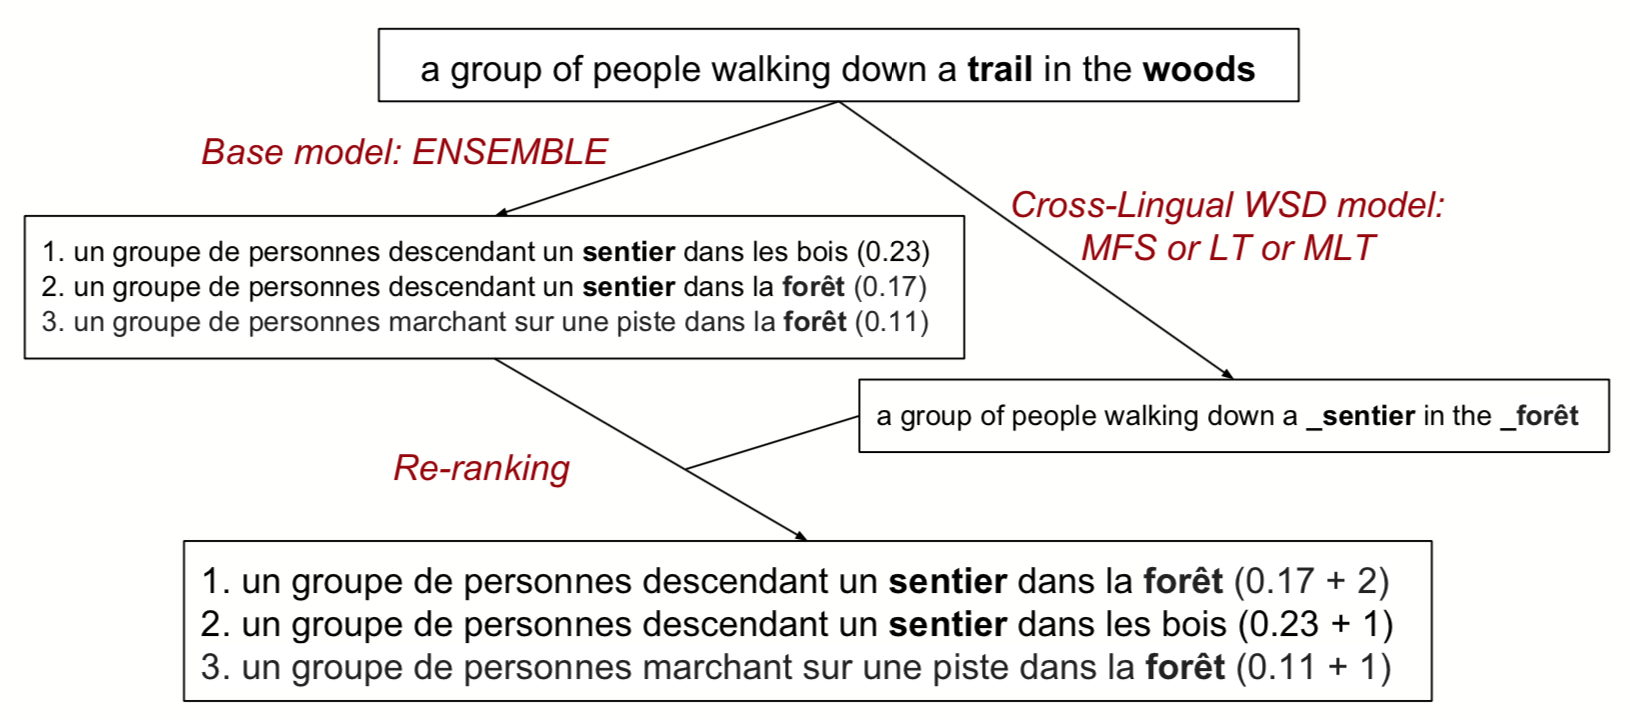 a group of people walking down a trail in the woods
Base model: ENSEMBLE
Cross-Lingual WSD model:
MFS or LT or MLT
1. un groupe de personnes descendant un sentier dans les bois (0.23)
2. un groupe de personnes descendant un sentier dans la forêt (0.17)
3. un groupe de personnes marchant sur une piste dans la forêt (0.11)
a group of people walking down a _sentier in the _forêt
Re-ranking
1. un groupe de personnes descendant un sentier dans la forêt (0.17 + 2)
2. un groupe de personnes descendant un sentier dans les bois (0.23 + 1)
3. un groupe de personnes marchant sur une piste dans la forêt (0.11 + 1)